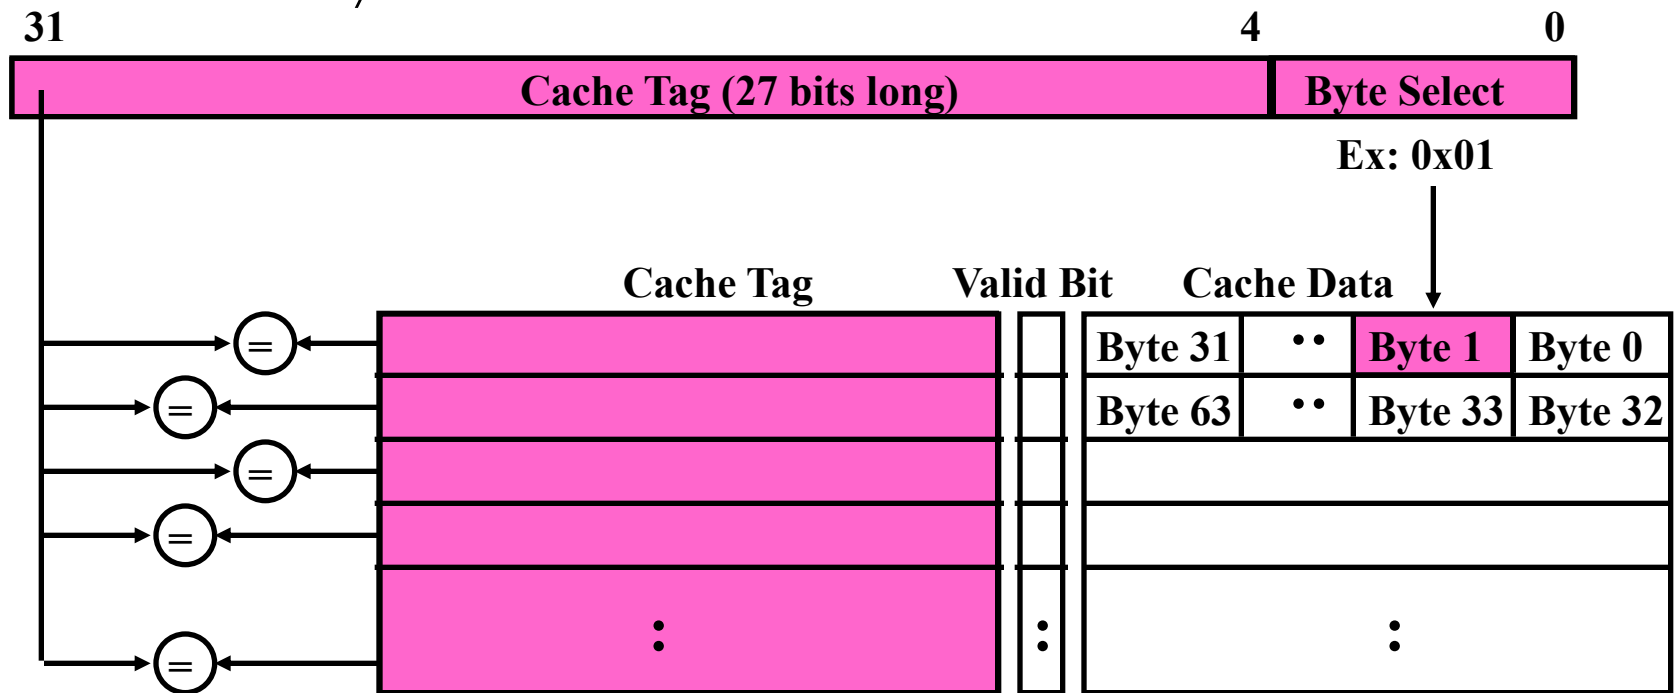 31 4 0
Cache Tag (27 bits long) Byte Select
Ex: 0x01
Cache Tag Valid Bit Cache Data
= Byte 31 ·· Byte 1 Byte 0
= Byte 63 ·· Byte 33 Byte 32
=
=
: : :
=